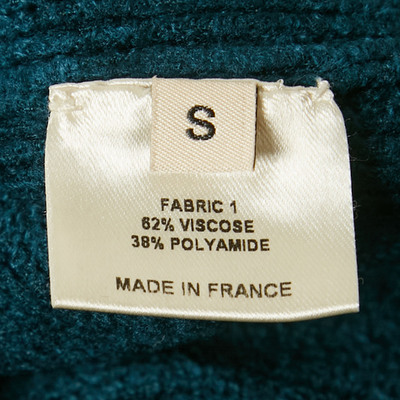 S
FABRIC 1
62% VISCOSE
38% POLYAMIDE
MADE IN FRANCE